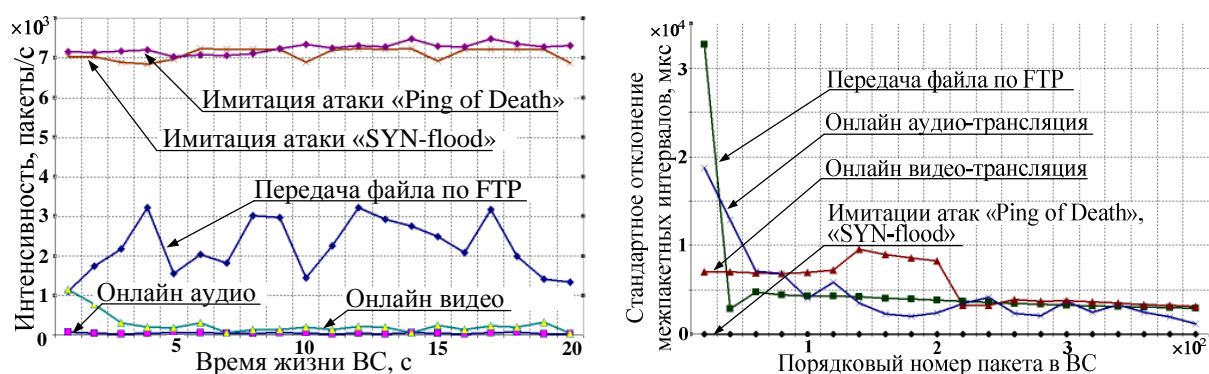 ×10³
7
6
5
4
3
2
1
0
5
10
15
20
Интенсивность, пакеты/с
Время жизни ВС, с
Имитация атаки «Ping of Death»
Имитация атаки «SYN-flood»
Передача файла по FTP
Онлайн аудио
Онлайн видео
×10⁴
3
2
1
0
1
2
3
×10²
Стандартное отклонение
межпакетных интервалов, мкс
Порядковый номер пакета в ВС
Передача файла по FTP
Онлайн аудио-трансляция
Онлайн видео-трансляция
Имитации атак «Ping of Death»,
«SYN-flood»